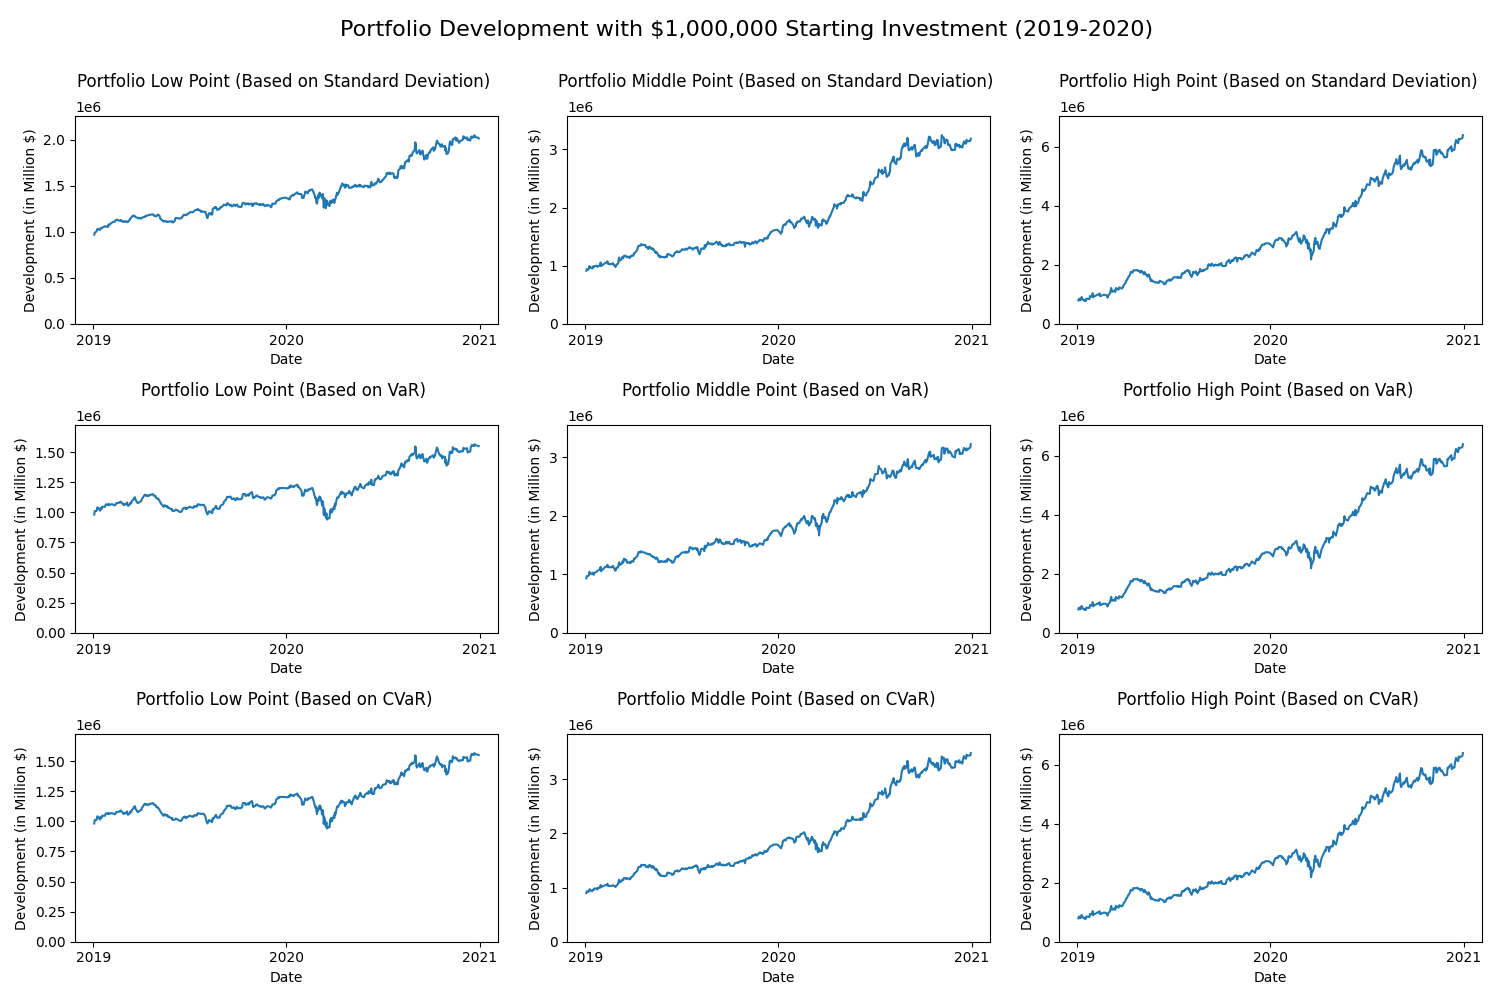 Portfolio Development with $1,000,000 Starting Investment (2019-2020)
Portfolio Low Point (Based on Standard Deviation)
1e6
Development (in Million $)
2.0
1.5
1.0
0.5
0.0
2019 2020 2021
Date
Portfolio Middle Point (Based on Standard Deviation)
1e6
Development (in Million $)
3
2
1
0
2019 2020 2021
Date
Portfolio High Point (Based on Standard Deviation)
1e6
Development (in Million $)
6
4
2
0
2019 2020 2021
Date
Portfolio Low Point (Based on VaR)
1e6
Development (in Million $)
1.50
1.25
1.00
0.75
0.50
0.25
0.00
2019 2020 2021
Date
Portfolio Middle Point (Based on VaR)
1e6
Development (in Million $)
3
2
1
0
2019 2020 2021
Date
Portfolio High Point (Based on VaR)
1e6
Development (in Million $)
6
4
2
0
2019 2020 2021
Date
Portfolio Low Point (Based on CVaR)
1e6
Development (in Million $)
1.50
1.25
1.00
0.75
0.50
0.25
0.00
2019 2020 2021
Date
Portfolio Middle Point (Based on CVaR)
1e6
Development (in Million $)
3
2
1
0
2019 2020 2021
Date
Portfolio High Point (Based on CVaR)
1e6
Development (in Million $)
6
4
2
0
2019 2020 2021
Date